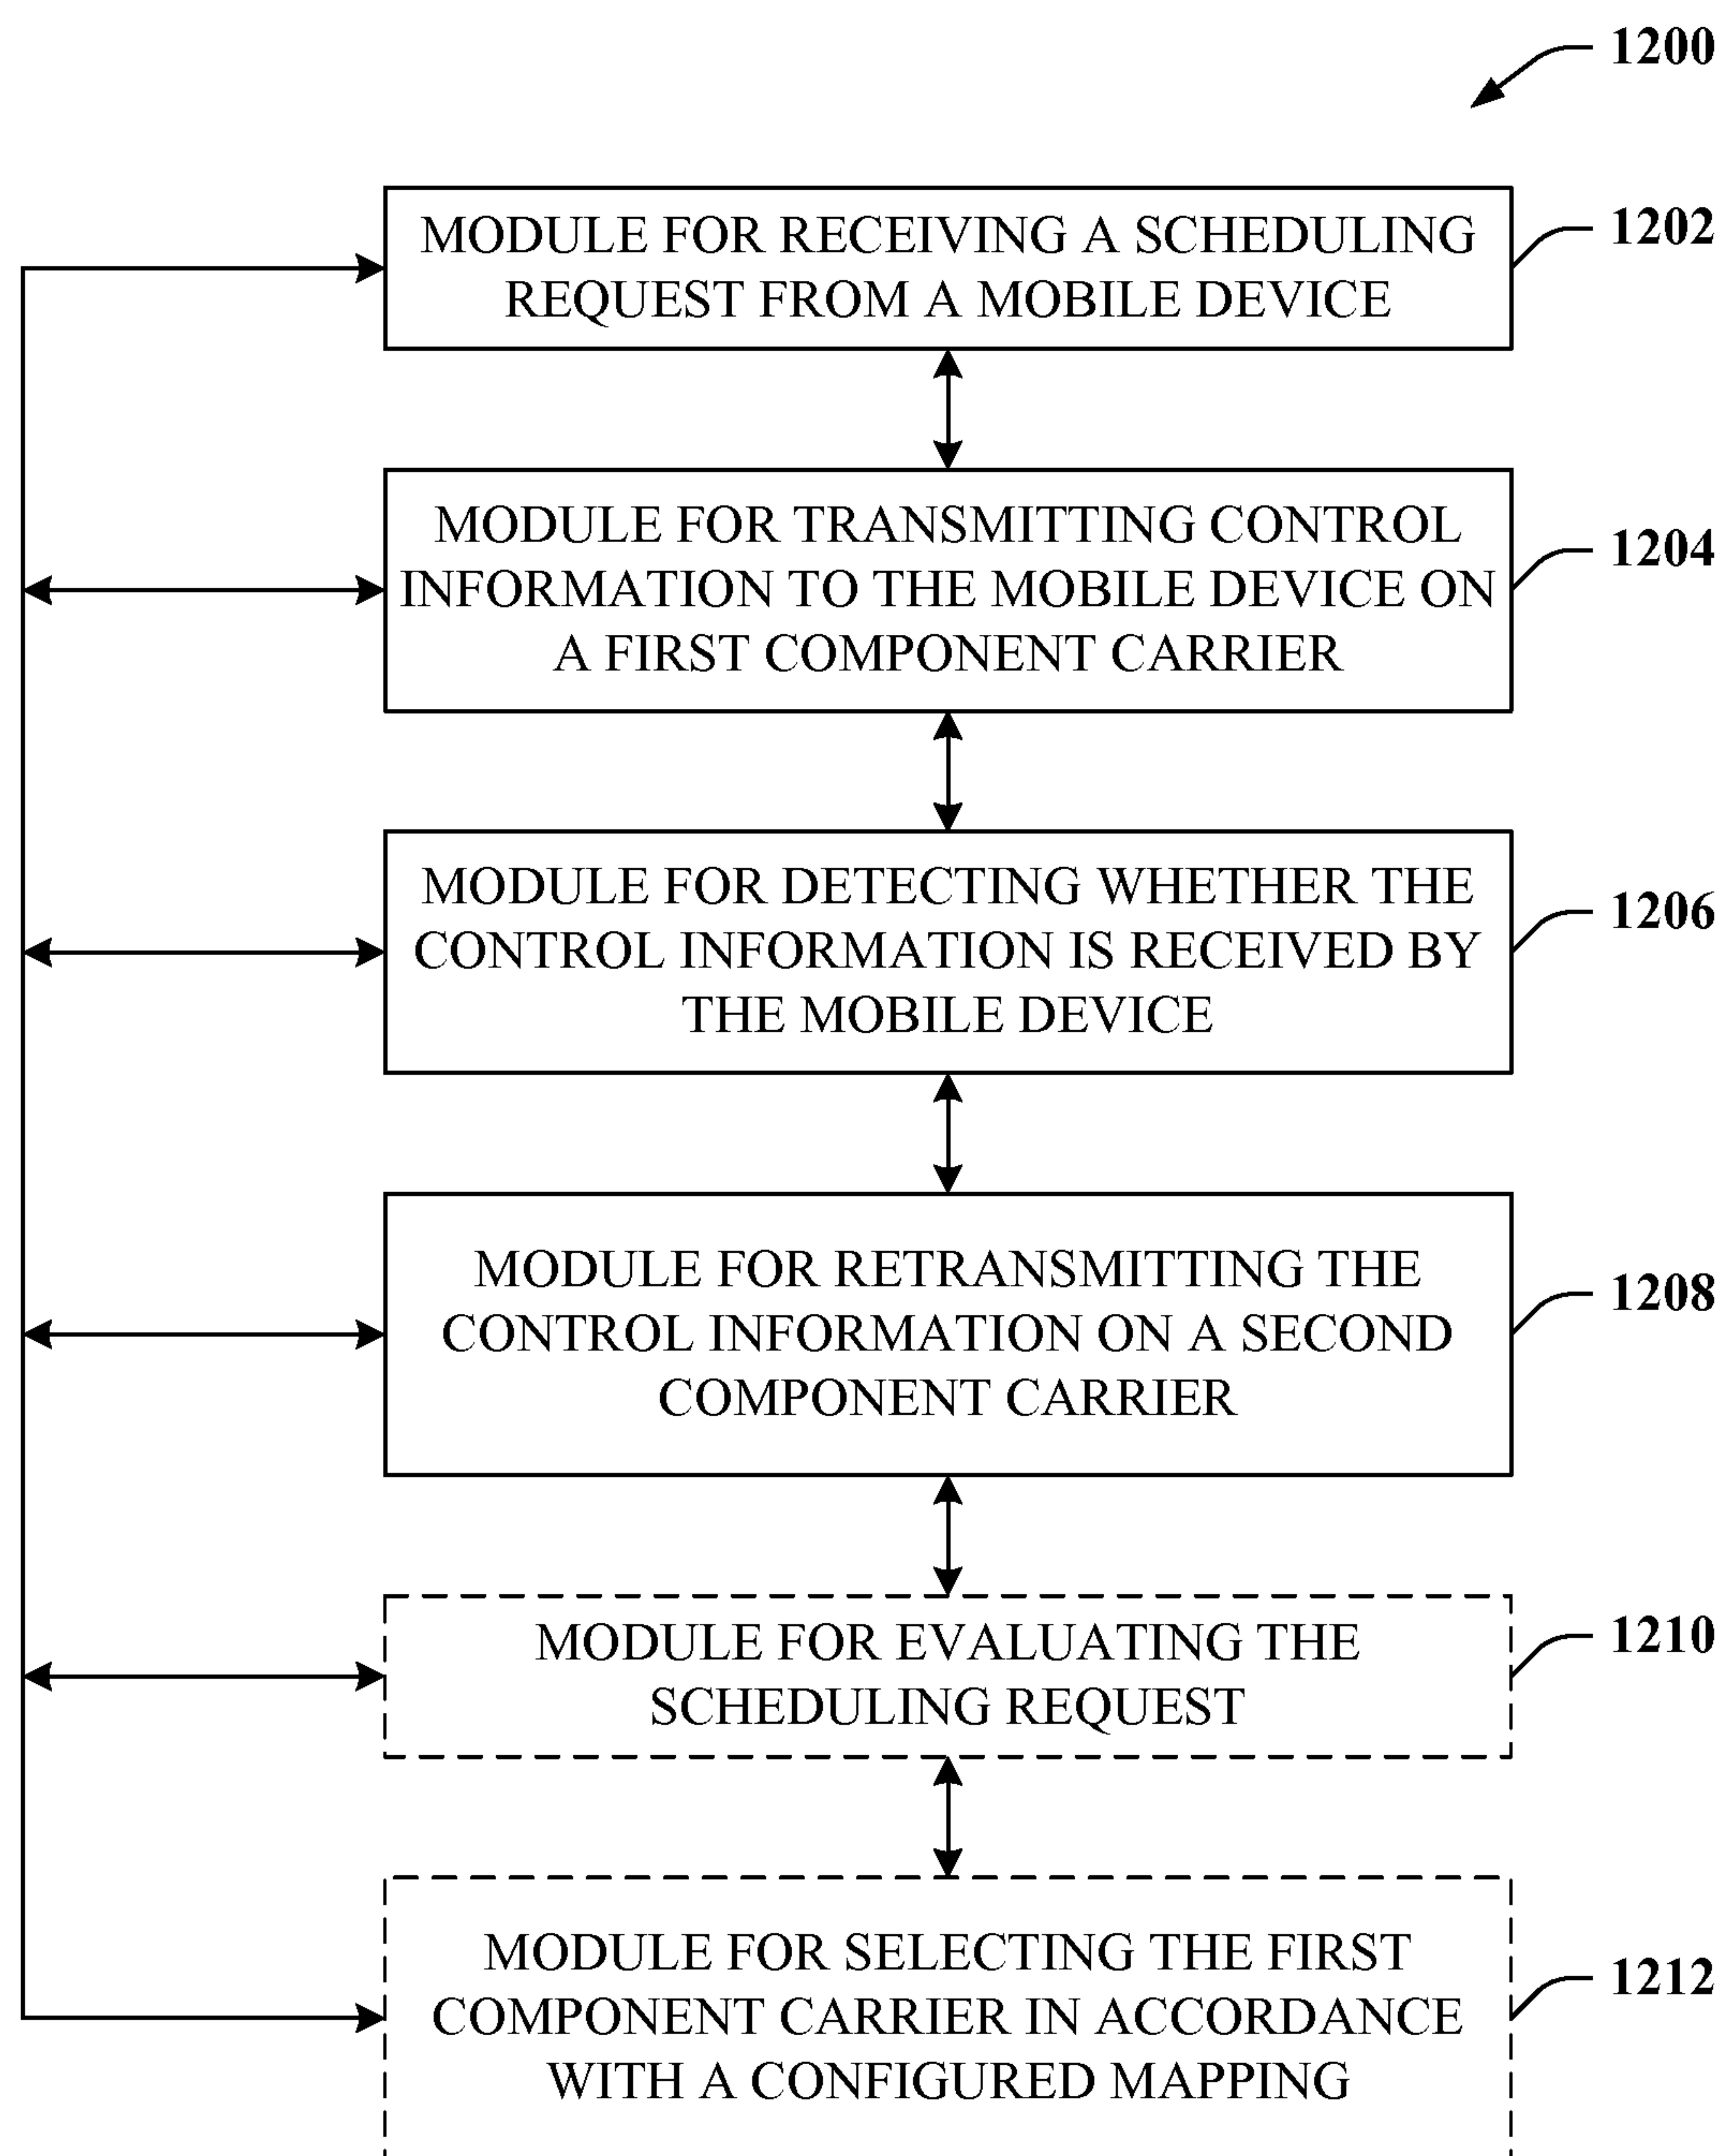 1200
MODULE FOR RECEIVING A SCHEDULING
REQUEST FROM A MOBILE DEVICE
1202
MODULE FOR TRANSMITTING CONTROL
INFORMATION TO THE MOBILE DEVICE ON
A FIRST COMPONENT CARRIER
1204
MODULE FOR DETECTING WHETHER THE
CONTROL INFORMATION IS RECEIVED BY
THE MOBILE DEVICE
1206
MODULE FOR RETRANSMITTING THE
CONTROL INFORMATION ON A SECOND
COMPONENT CARRIER
1208
MODULE FOR EVALUATING THE
SCHEDULING REQUEST
1210
MODULE FOR SELECTING THE FIRST
COMPONENT CARRIER IN ACCORDANCE
WITH A CONFIGURED MAPPING
1212